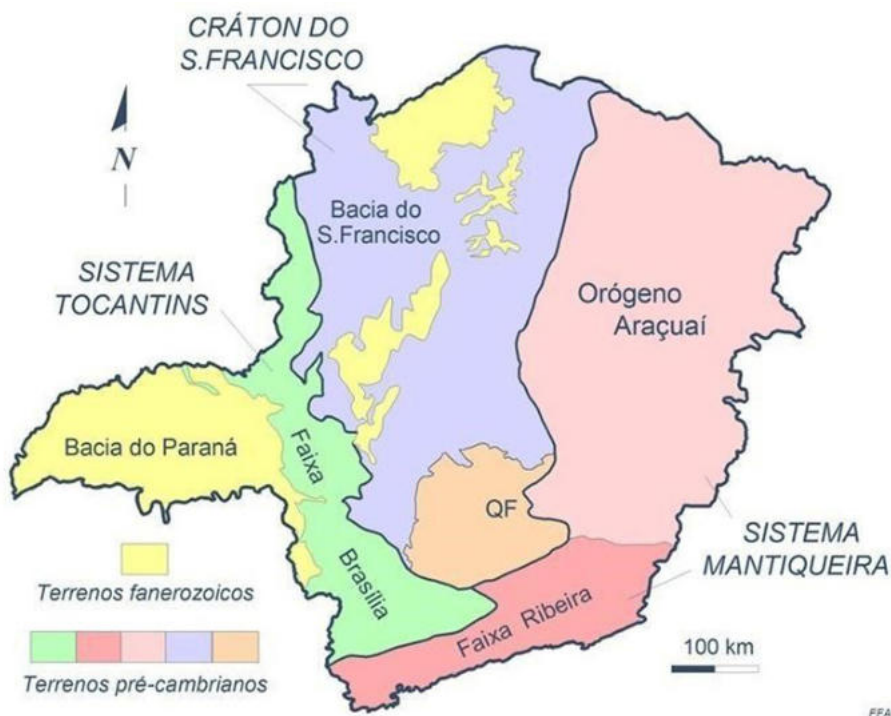 CRÁTON DO
S.FRANCISCO
N
Bacia do
S.Francisco
SISTEMA
TOCANTINS
Orógeno
Araçuaí
Bacia do Paraná
Faixa
Brasília
QF
SISTEMA
MANTIQUEIRA
Faixa Ribeira
Terrenos fanerozoicos
Terrenos pré-cambrianos
100 km